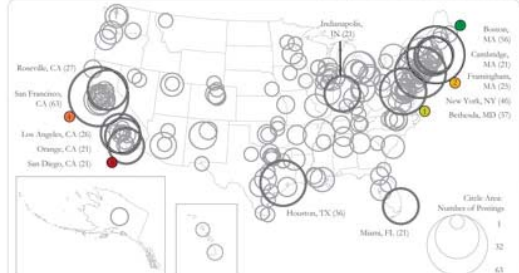 Indianapolis,
IN (21)
Boston,
MA (56)
Cambridge,
MA (21)
Framingham,
MA (25)
New York, NY (46)
Bethesda, MD (37)
Roseville, CA (27)
San Francisco,
CA (63)
Los Angeles, CA (26)
Orange, CA (21)
San Diego, CA (21)
Houston, TX (36)
Miami, FL (21)
Circle Area:
Number of Postings
1
32
63